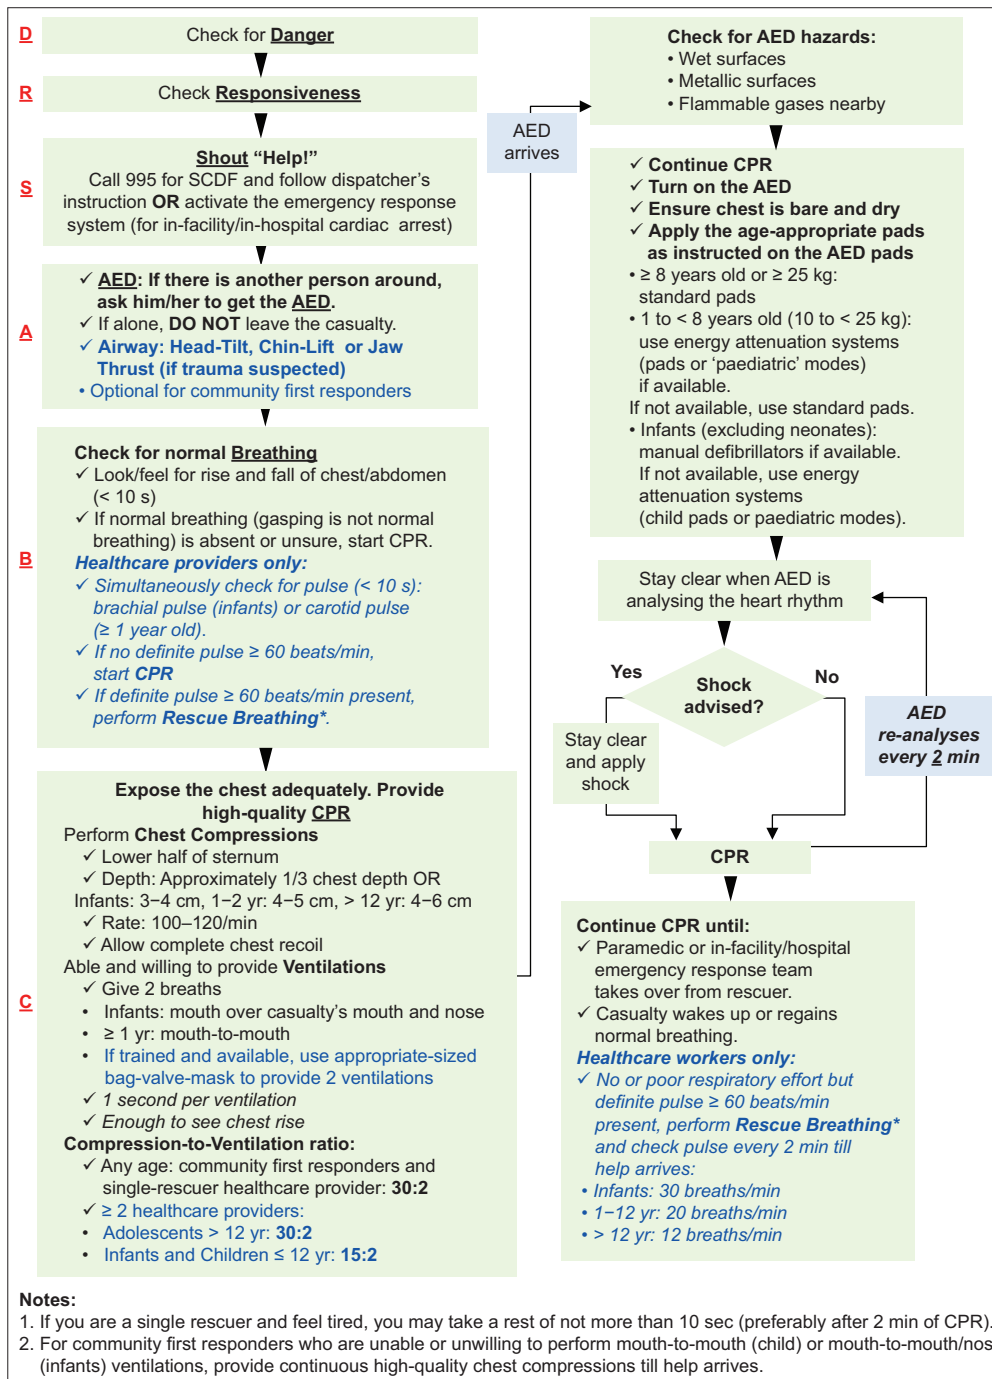 D
Check for Danger
R
Check Responsiveness
S
Shout “Help!”
Call 995 for SCDF and follow dispatcher’s
instruction OR activate the emergency response
system (for in-facility/in-hospital cardiac arrest)
A
✓ AED: If there is another person around,
ask him/her to get the AED.
✓ If alone, DO NOT leave the casualty.
✓ Airway: Head-Tilt, Chin-Lift or Jaw
Thrust (if trauma suspected)
• Optional for community first responders
B
Check for normal Breathing
✓ Look/feel for rise and fall of chest/abdomen
(< 10 s)
✓ If normal breathing (gasping is not normal
breathing) is absent or unsure, start CPR.
Healthcare providers only:
✓ Simultaneously check for pulse (< 10 s):
brachial pulse (infants) or carotid pulse
(≥ 1 year old).
✓ If no definite pulse ≥ 60 beats/min,
start CPR
✓ If definite pulse ≥ 60 beats/min present,
perform Rescue Breathing*.
C
Expose the chest adequately. Provide
high-quality CPR
Perform Chest Compressions
✓ Lower half of sternum
✓ Depth: Approximately 1/3 chest depth OR
Infants: 3–4 cm, 1–2 yr: 4–5 cm, > 12 yr: 4–6 cm
✓ Rate: 100–120/min
✓ Allow complete chest recoil
Able and willing to provide Ventilations
✓ Give 2 breaths
• Infants: mouth over casualty’s mouth and nose
• ≥ 1 yr: mouth-to-mouth
• If trained and available, use appropriate-sized
bag-valve-mask to provide 2 ventilations
✓ 1 second per ventilation
✓ Enough to see chest rise
Compression-to-Ventilation ratio:
✓ Any age: community first responders and
single-rescuer healthcare provider: 30:2
✓ ≥ 2 healthcare providers:
• Adolescents > 12 yr: 30:2
• Infants and Children ≤ 12 yr: 15:2
AED
arrives
Check for AED hazards:
• Wet surfaces
• Metallic surfaces
• Flammable gases nearby
✓ Continue CPR
✓ Turn on the AED
✓ Ensure chest is bare and dry
✓ Apply the age-appropriate pads
as instructed on the AED pads
• ≥ 8 years old or ≥ 25 kg:
standard pads
• 1 to < 8 years old (10 to < 25 kg):
use energy attenuation systems
(pads or ‘paediatric’ modes)
if available.
If not available, use standard pads.
• Infants (excluding neonates):
manual defibrillators if available.
If not available, use energy
attenuation systems
(child pads or paediatric modes).
Stay clear when AED is
analysing the heart rhythm
Yes
No
Shock
advised?
Stay clear
and apply
shock
AED
re-analyses
every 2 min
CPR
Continue CPR until:
✓ Paramedic or in-facility/hospital
emergency response team
takes over from rescuer.
✓ Casualty wakes up or regains
normal breathing.
Healthcare workers only:
✓ No or poor respiratory effort but
definite pulse ≥ 60 beats/min
present, perform Rescue Breathing*
and check pulse every 2 min till
help arrives:
• Infants: 30 breaths/min
• 1–12 yr: 20 breaths/min
• > 12 yr: 12 breaths/min
Notes:
1. If you are a single rescuer and feel tired, you may take a rest of not more than 10 sec (preferably after 2 min of CPR).
2. For community first responders who are unable or unwilling to perform mouth-to-mouth (child) or mouth-to-mouth/nos
(infants) ventilations, provide continuous high-quality chest compressions till help arrives.